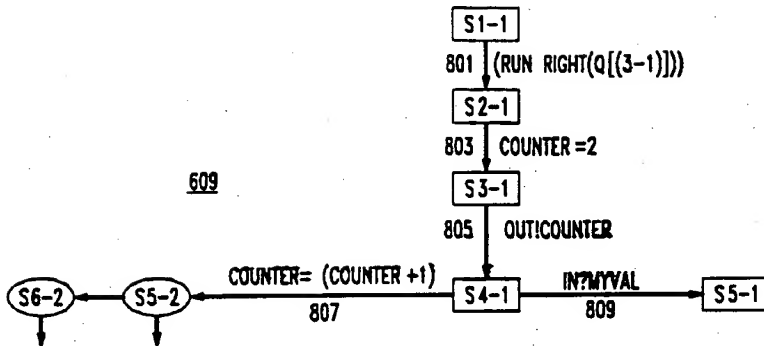 S1-1
801 (RUN RIGHT(Q[(3-1)]))
S2-1
803 COUNTER=2
609
S3-1
805 OUT!COUNTER
S6-2 S5-2 COUNTER= (COUNTER +1) S4-1 IN?MYVAL S5-1
807 809